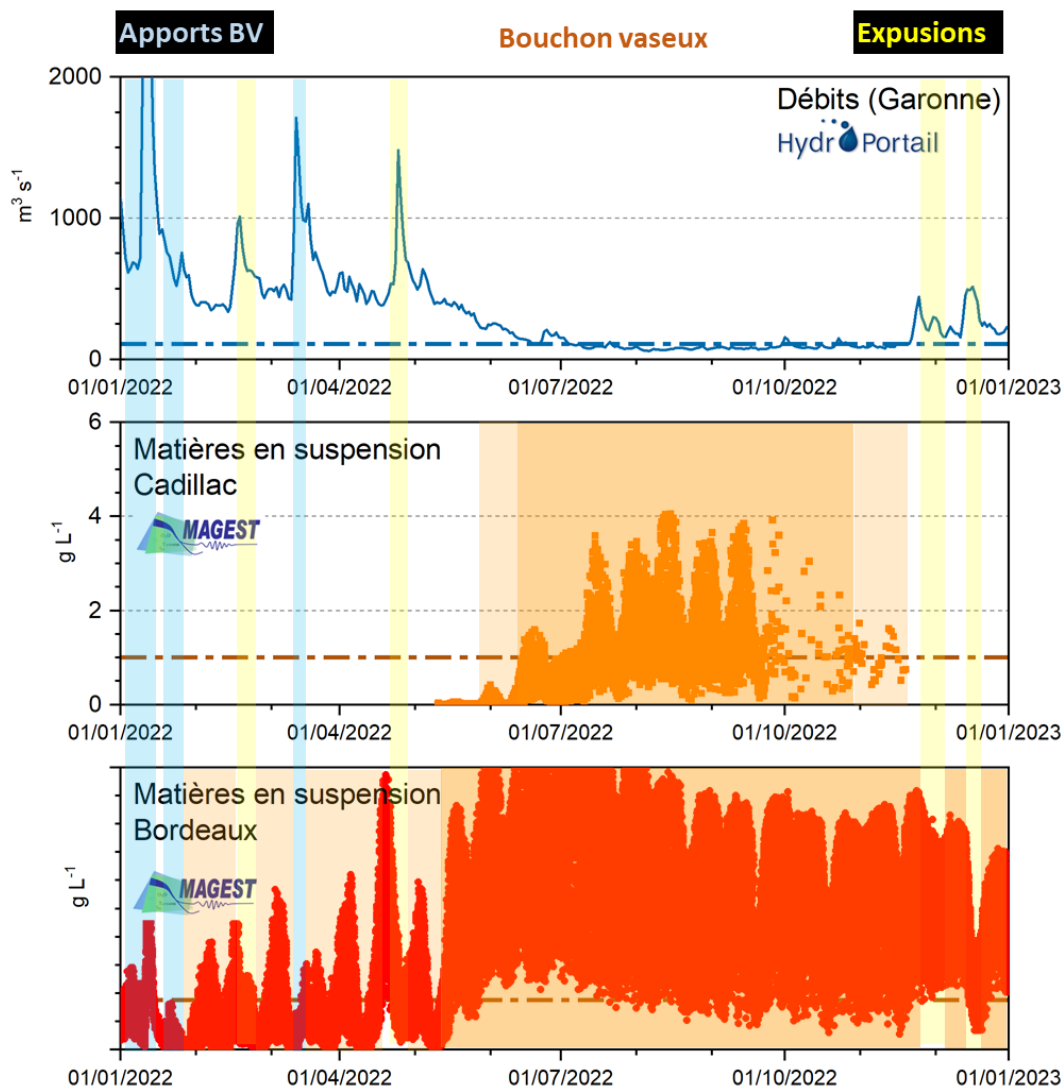 Apports BV
Bouchon vaseux
Expusions
Débits (Garonne)
Hydr Portail
2000
1000
0
m³ s⁻¹
01/01/2022
01/04/2022
01/07/2022
01/10/2022
01/01/2023
Matières en suspension
Cadillac
MAGEST
6
4
2
0
g L⁻¹
01/01/2022
01/04/2022
01/07/2022
01/10/2022
01/01/2023
Matières en suspension
Bordeaux
MAGEST
g L⁻¹
01/01/2022
01/04/2022
01/07/2022
01/10/2022
01/01/2023